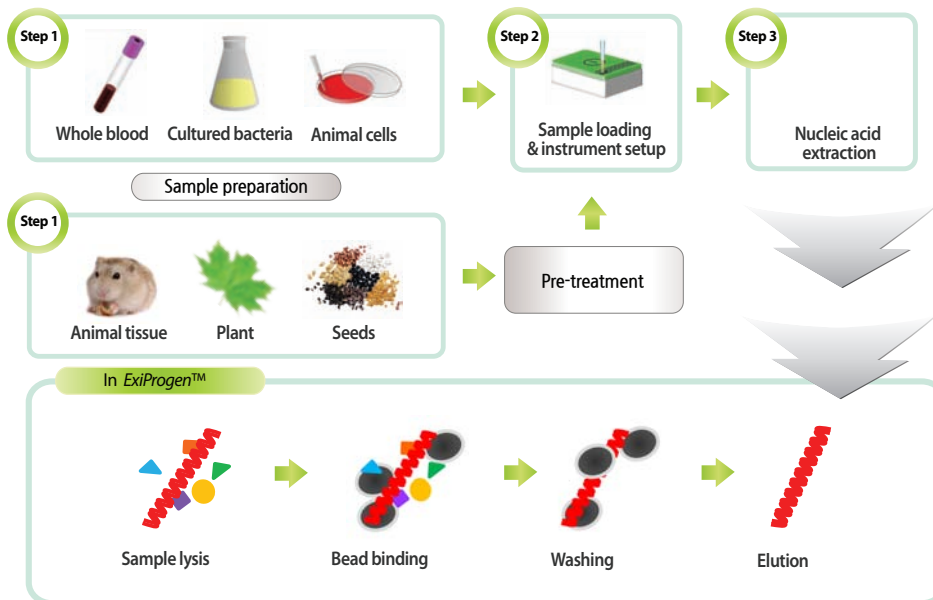 Step 1
Whole blood
Cultured bacteria
Animal cells
Step 2
Sample loading
& instrument setup
Step 3
Nucleic acid
extraction
Sample preparation
Step 1
Animal tissue
Plant
Seeds
Pre-treatment
In ExiProgen™
Sample lysis
Bead binding
Washing
Elution